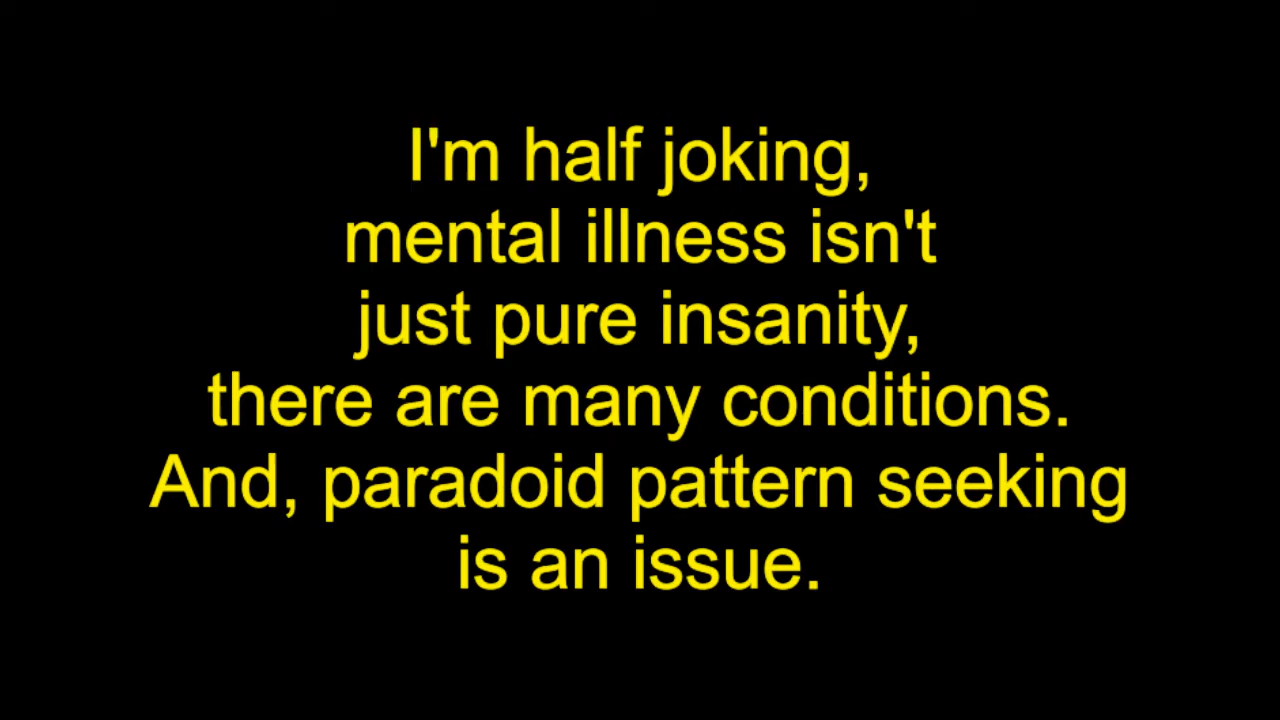 I'm half joking,
mental illness isn't
just pure insanity,
there are many conditions.
And, paradoid pattern seeking
is an issue.